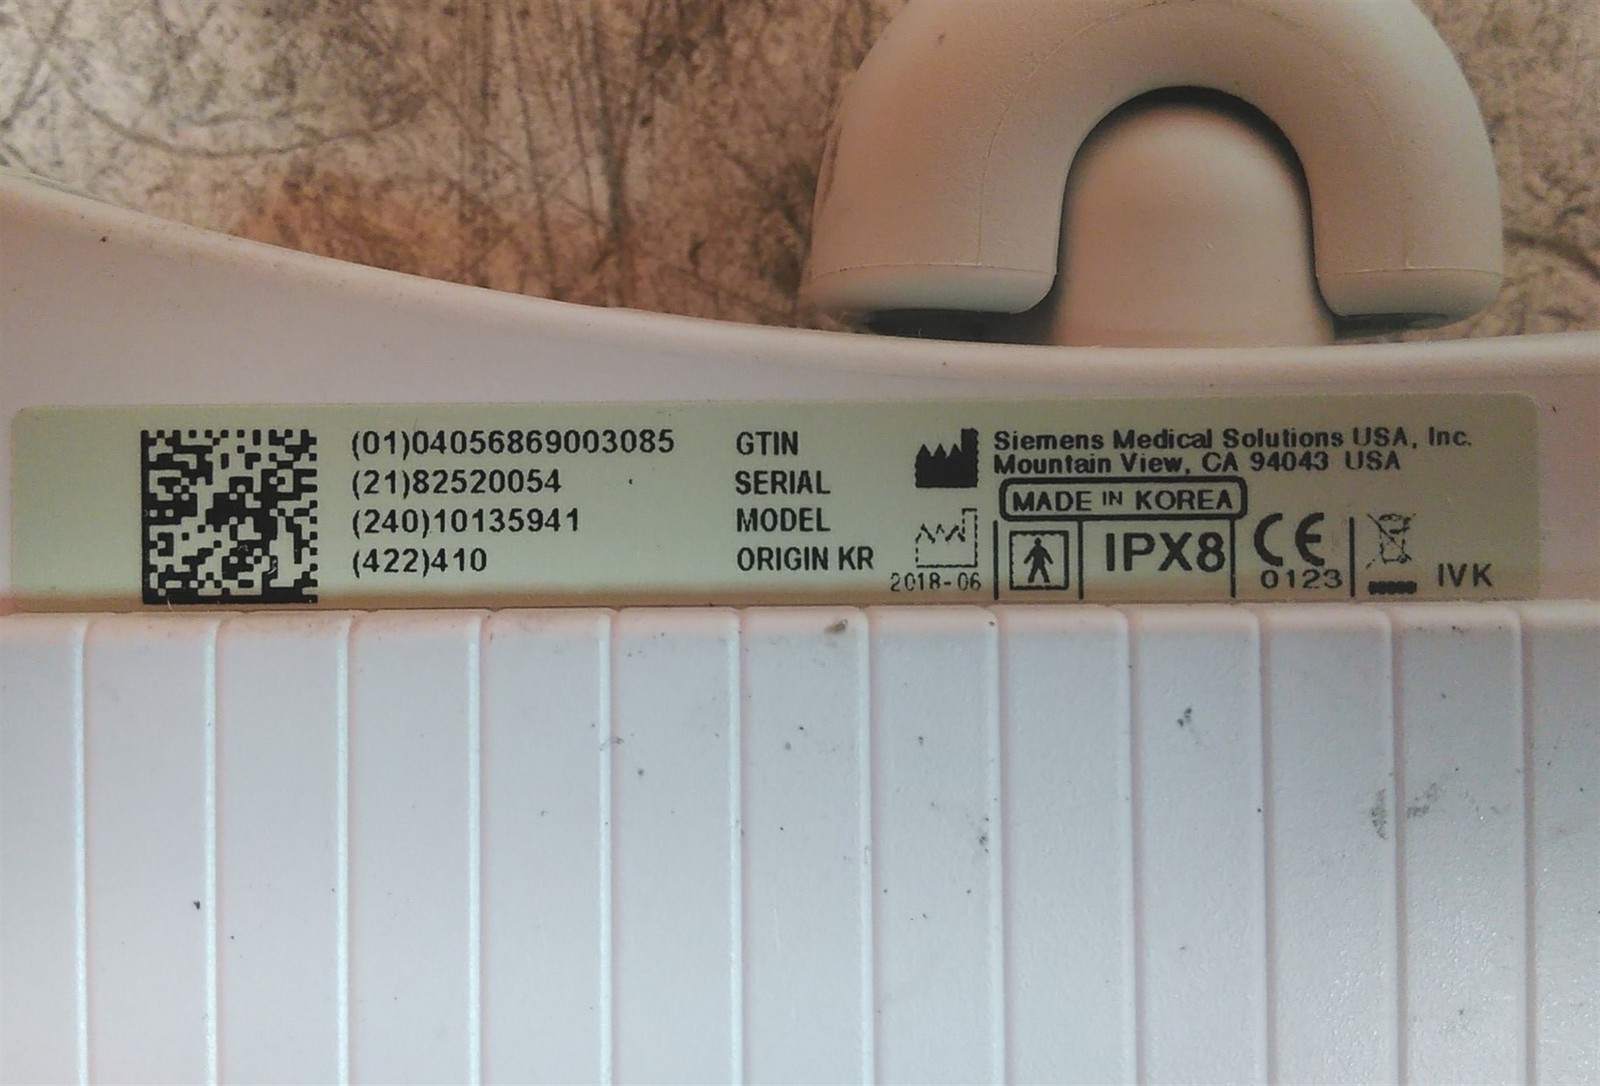 (01)04056869003085 GTIN
(21)82520054 SERIAL
(240)10135941 MODEL
(422)410 ORIGIN KR
2018-06
Siemens Medical Solutions USA, Inc.
Mountain View, CA 94043 USA
MADE IN KOREA
IPX8
CE
0123
IVK